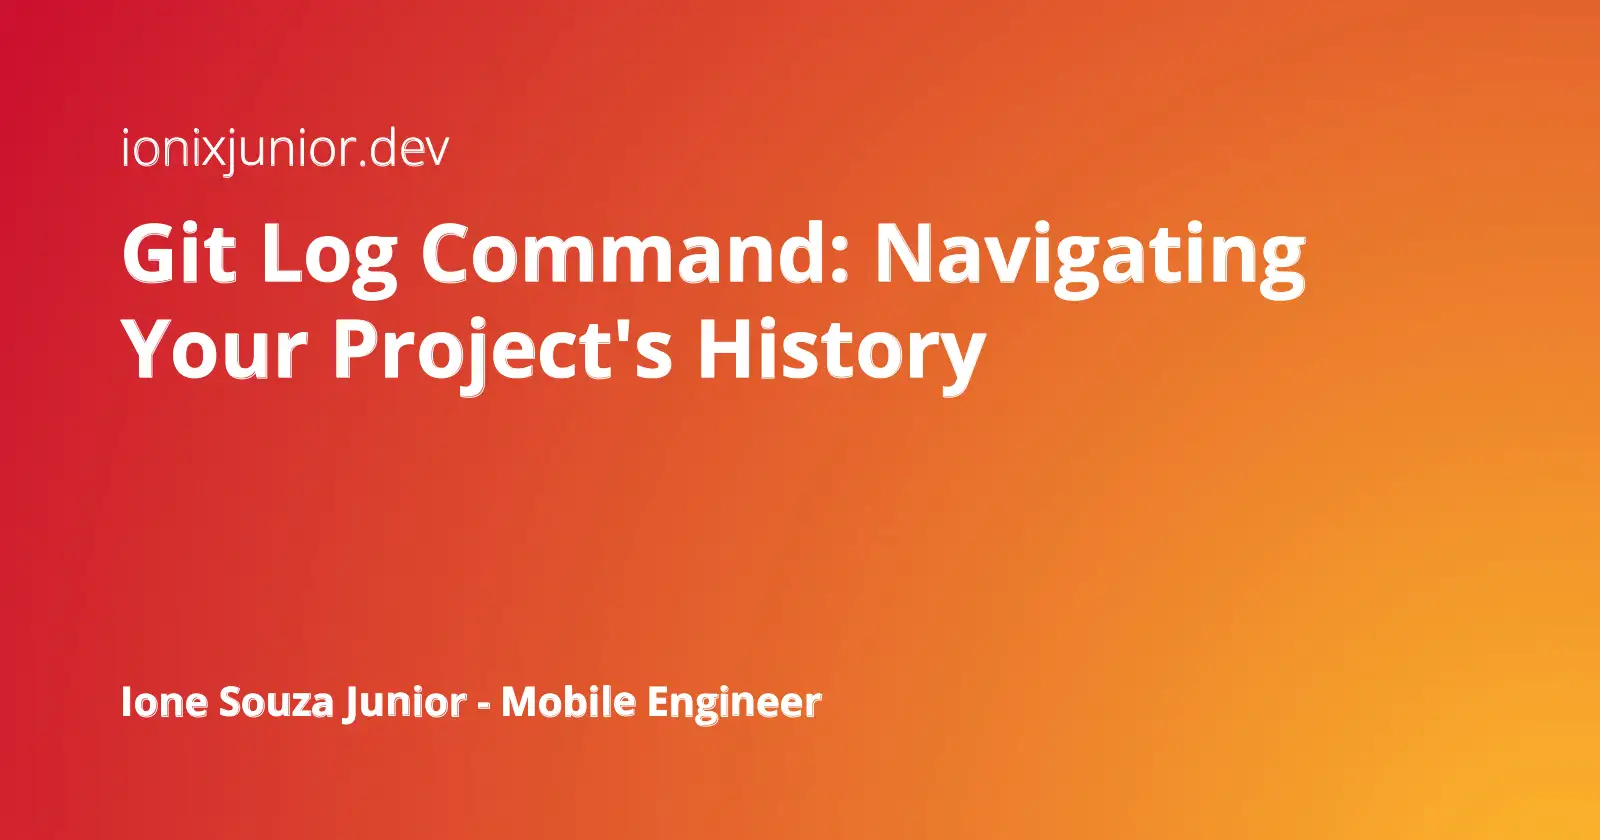 ionixjunior.dev
Git Log Command: Navigating
Your Project's History
Ione Souza Junior - Mobile Engineer